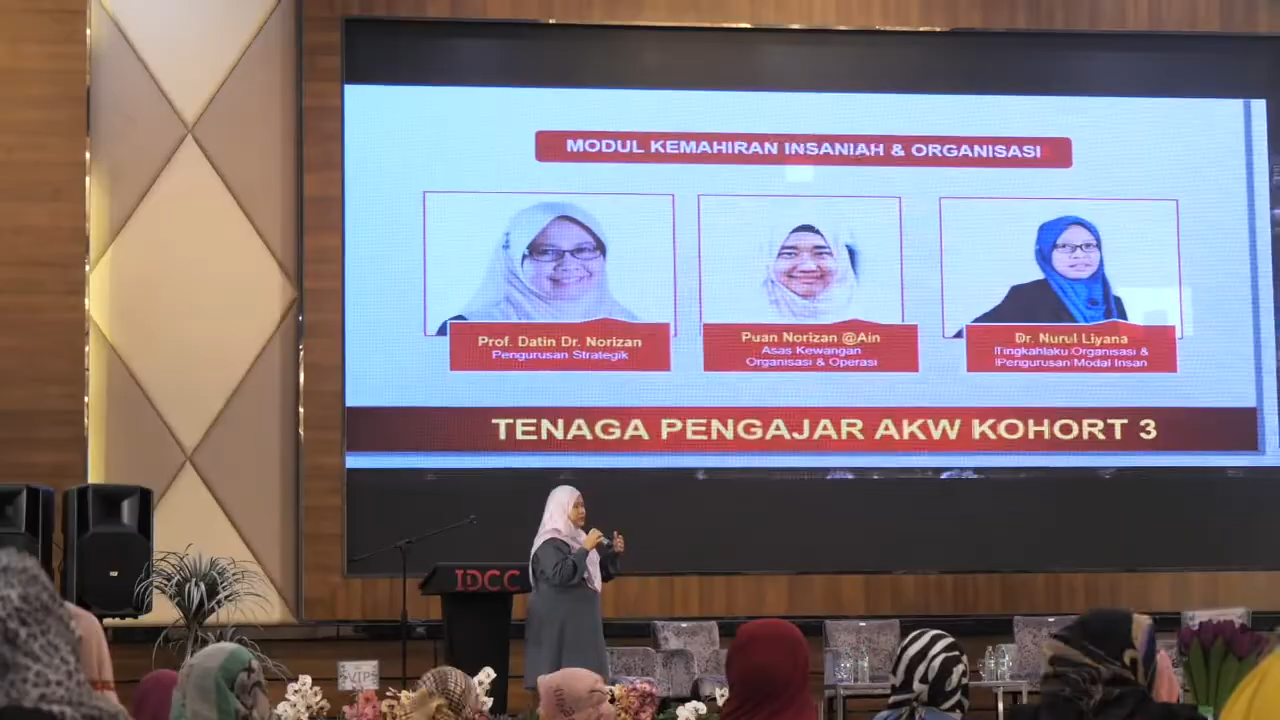 MODUL KEMAHIRAN INSANIAH & ORGANISASI
Prof. Datin Dr. Norizan
Pengurusan Strategik
Puan Norizan @Ain
Asas Kewangan
Organisasi & Operasi
Dr. Nurul Liyana
Tingkahlaku Organisasi &
Pengurusan Modal Insan
TENAGA PENGAJAR AKW KOHORT 3
IDCC
VIP